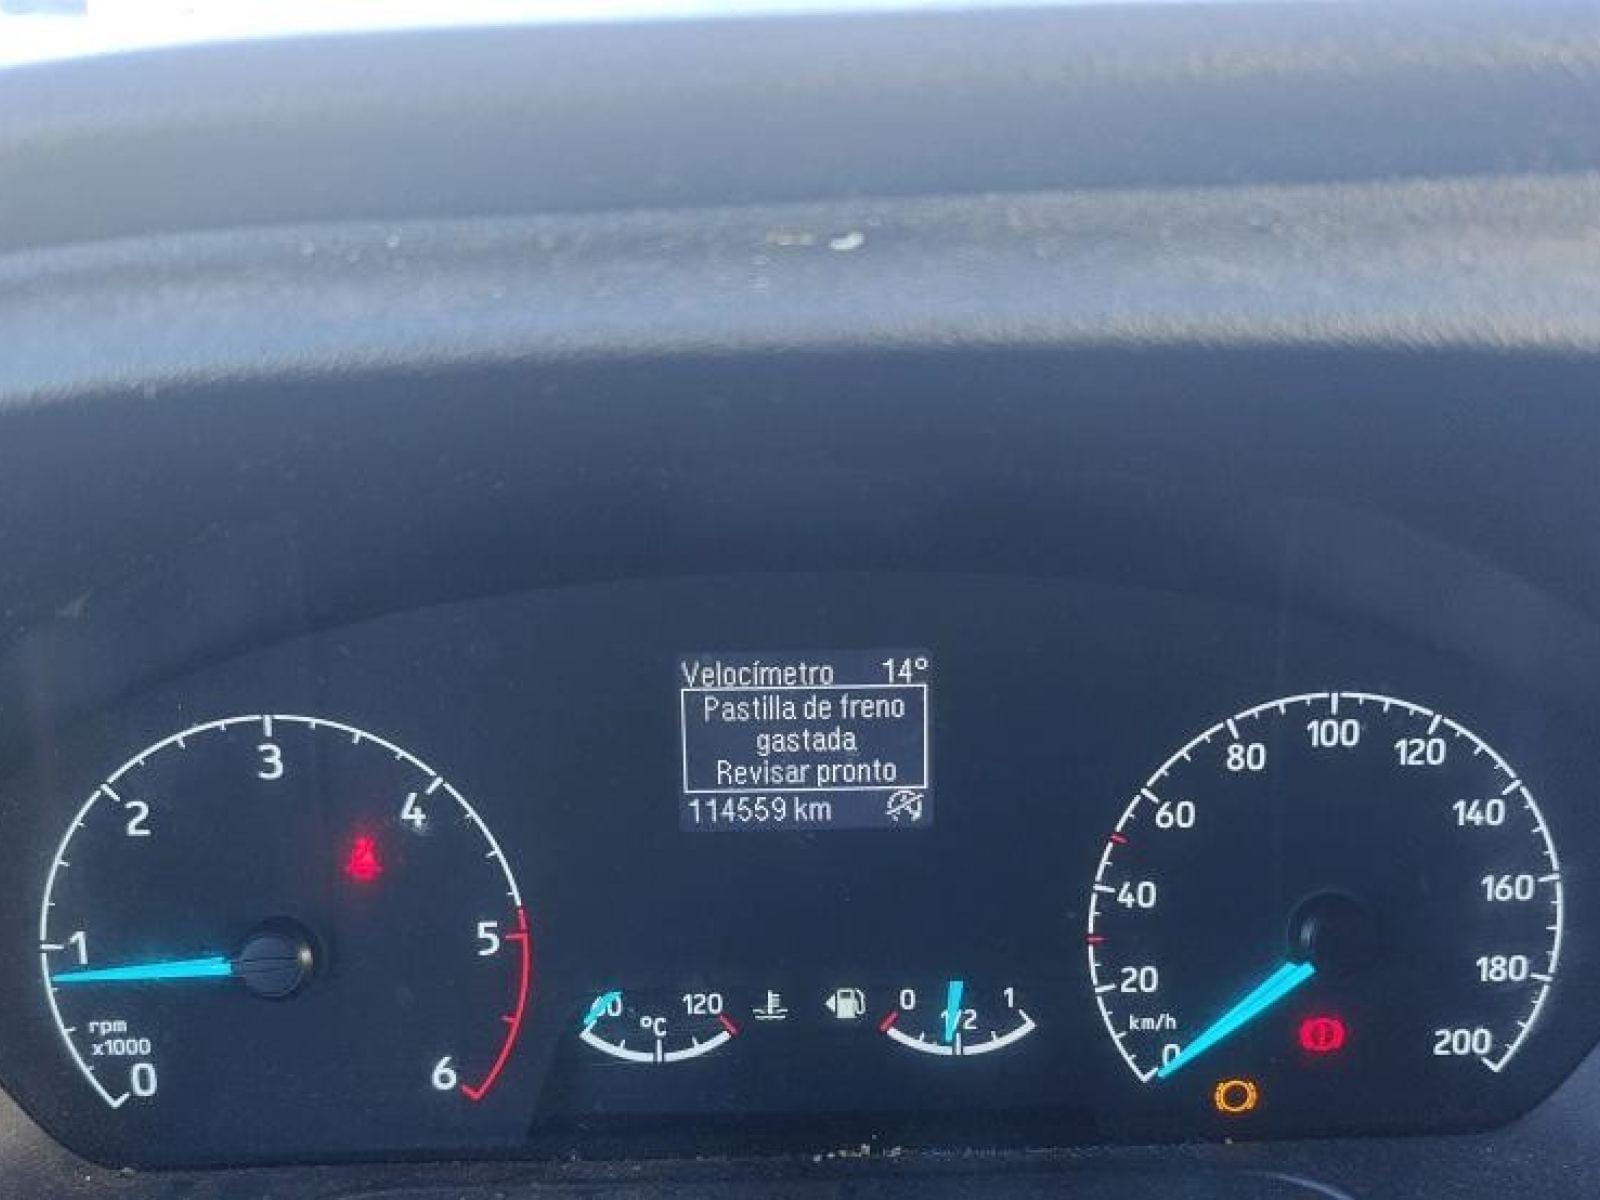 Velocímetro 14°
Pastilla de freno
gastada
Revisar pronto
114559 km
0
1
2
3
4
5
6
rpm
x1000
60
120
°C
0
1/2
1
0
20
40
60
80
100
120
140
160
180
200
km/h